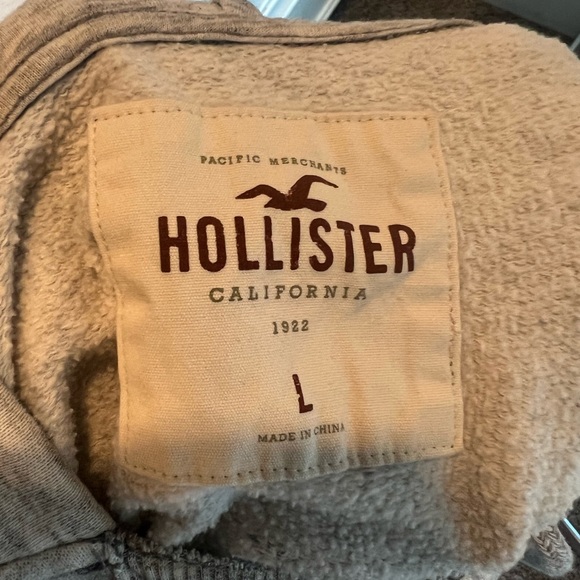 PACIFIC MERCHANTS
HOLLISTER
CALIFORNIA
1922
L
MADE IN CHINA